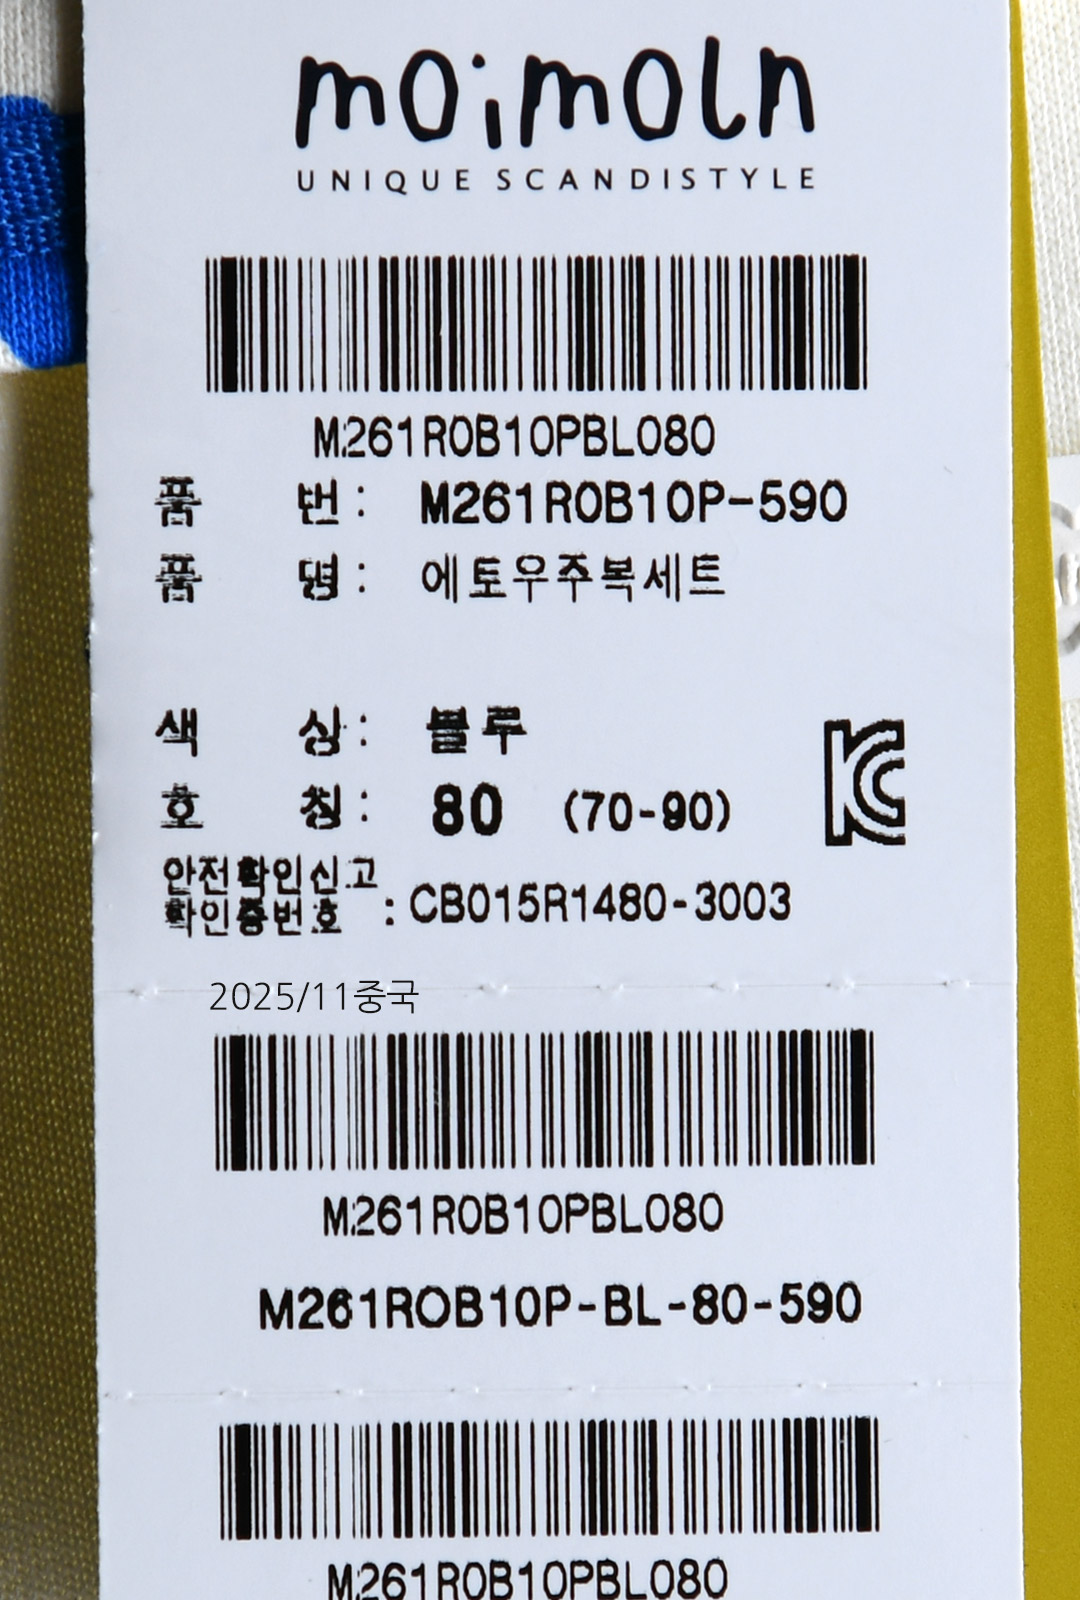 moimoln
UNIQUE SCANDISTYLE
M261R0B10PBL080
품 번 : M261R0B10P-590
품 명 : 에토우주복세트
색 상 : 블루
호 칭 : 80 (70-90)
안전확인신고
확인증번호 : CB015R1480-3003
2025/11중국
M261R0B10PBL080
M261ROB10P-BL-80-590
M261R0B10PBL080